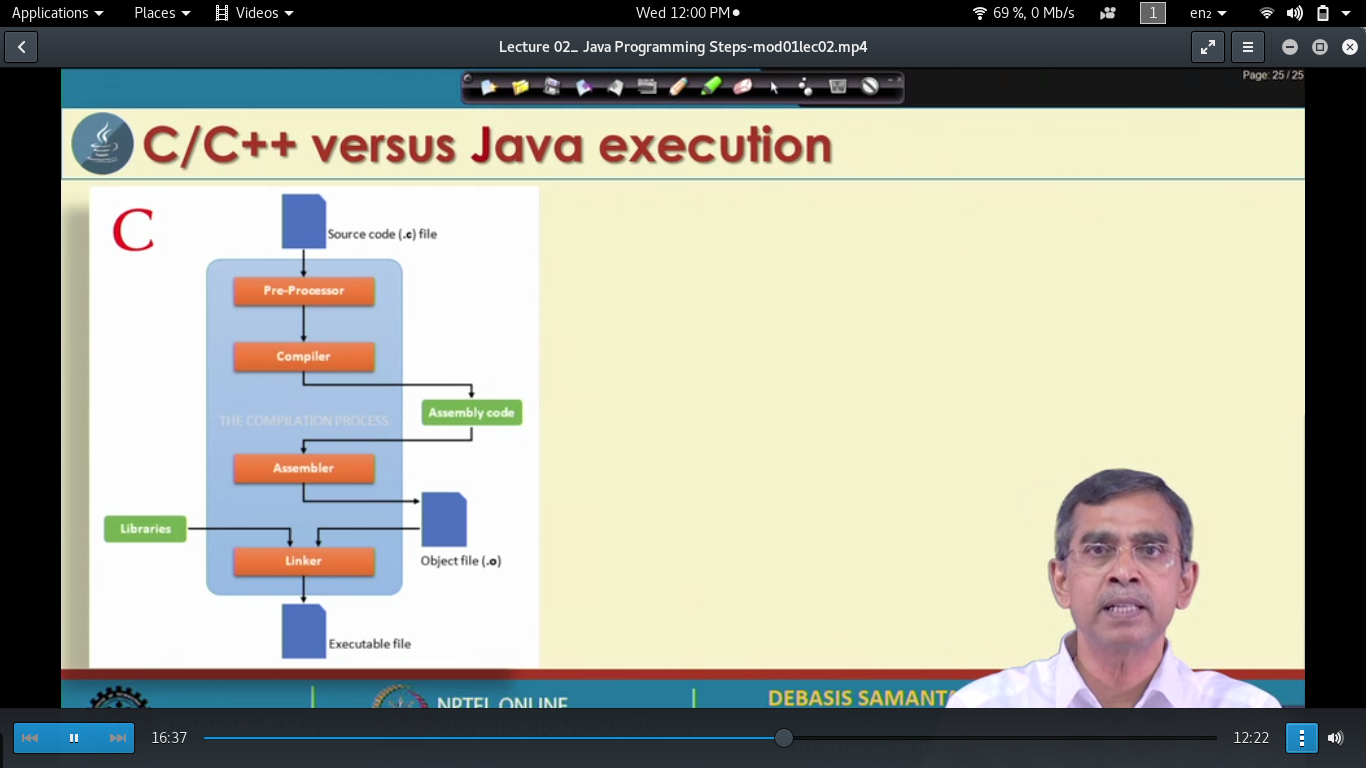 Applications Places Videos Wed 12:00 PM 69 %, 0 Mb/s 1 en₂
Lecture 02_ Java Programming Steps-mod01lec02.mp4
Page: 25 / 25
C/C++ versus Java execution
C
Source code (.c) file
Pre-Processor
Compiler
Assembly code
THE COMPILATION PROCESS
Assembler
Libraries
Linker
Object file (.o)
Executable file
NPTEL ONLINE
DEBASIS SAMANTA
16:37 12:22